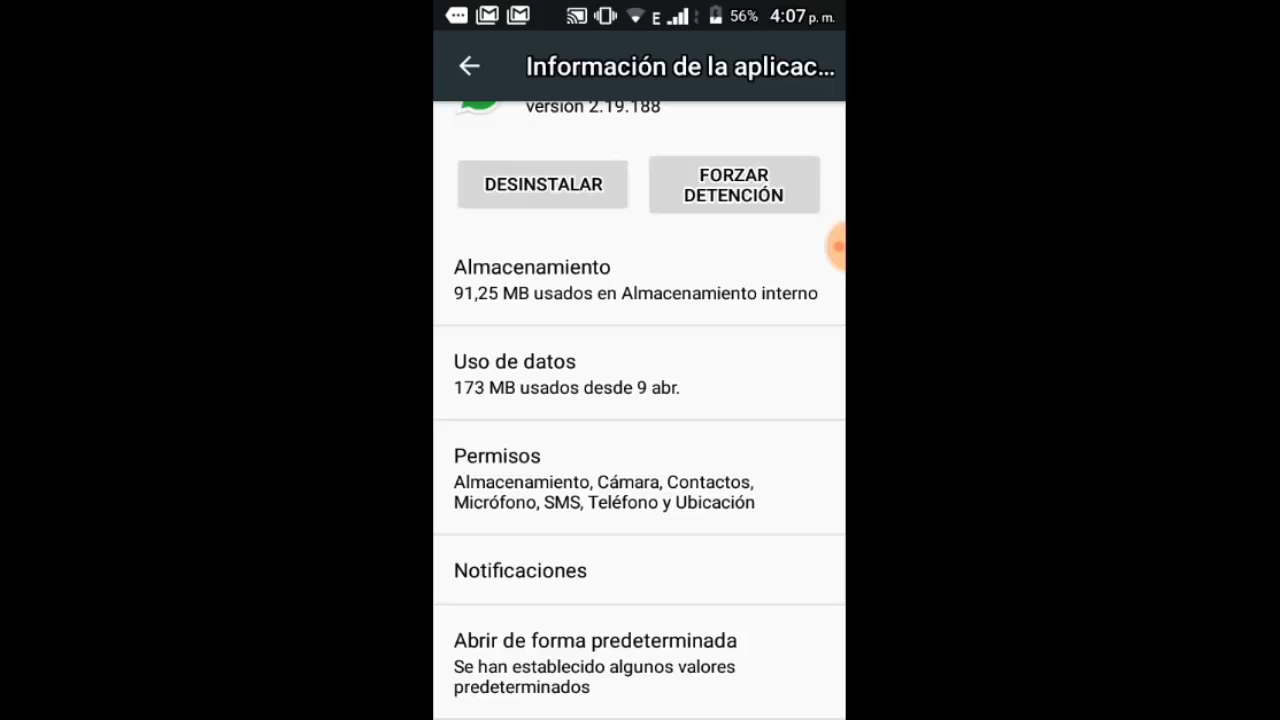 E 56% 4:07 p. m.
Información de la aplicac...
versión 2.19.188
DESINSTALAR
FORZAR
DETENCIÓN
Almacenamiento
91,25 MB usados en Almacenamiento interno
Uso de datos
173 MB usados desde 9 abr.
Permisos
Almacenamiento, Cámara, Contactos,
Micrófono, SMS, Teléfono y Ubicación
Notificaciones
Abrir de forma predeterminada
Se han establecido algunos valores
predeterminados